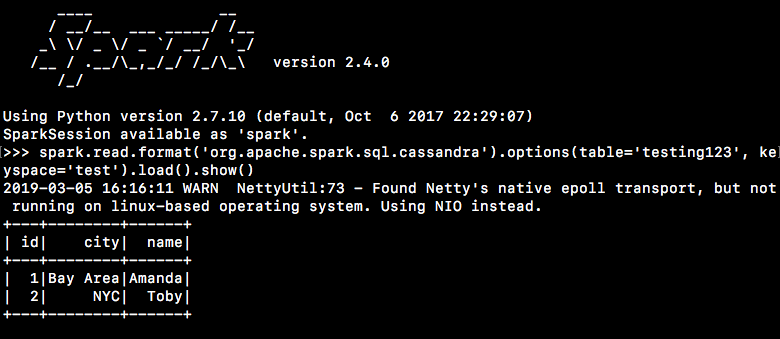 ____              __
     / __/__  ___ _____/ /__
    _\ \/ _ \/ _ `/ __/  '_/
   /__ / .__/\_,_/_/ /_/\_\   version 2.4.0
      /_/
Using Python version 2.7.10 (default, Oct  6 2017 22:29:07)
SparkSession available as 'spark'.
[>>> spark.read.format('org.apache.spark.sql.cassandra').options(table='testing123', ke
yspace='test').load().show()
2019-03-05 16:16:11 WARN  NettyUtil:73 - Found Netty's native epoll transport, but not
 running on linux-based operating system. Using NIO instead.
+---+--------+------+
| id|    city|  name|
+---+--------+------+
|  1|Bay Area|Amanda|
|  2|     NYC|  Toby|
+---+--------+------+